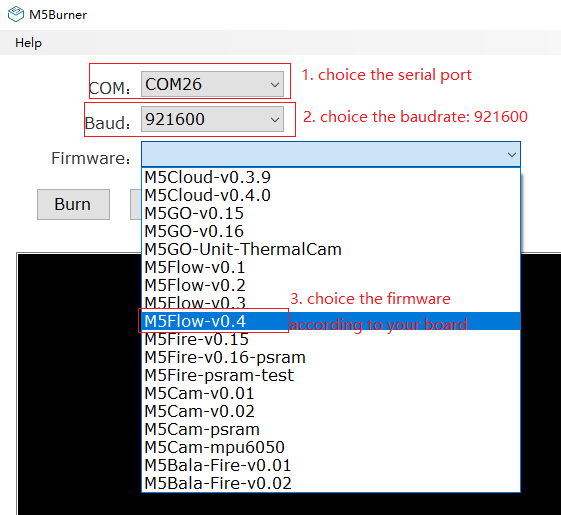 M5Burner
Help
COM：
COM26
1. choice the serial port
Baud：
921600
2. choice the baudrate: 921600
Firmware：
Burn
M5Cloud-v0.3.9
M5Cloud-v0.4.0
M5GO-v0.15
M5GO-v0.16
M5GO-Unit-ThermalCam
M5Flow-v0.1
M5Flow-v0.2
M5Flow-v0.3
3. choice the firmware
M5Flow-v0.4
according to your board
M5Fire-v0.15
M5Fire-v0.16-psram
M5Fire-psram-test
M5Cam-v0.01
M5Cam-v0.02
M5Cam-psram
M5Cam-mpu6050
M5Bala-Fire-v0.01
M5Bala-Fire-v0.02